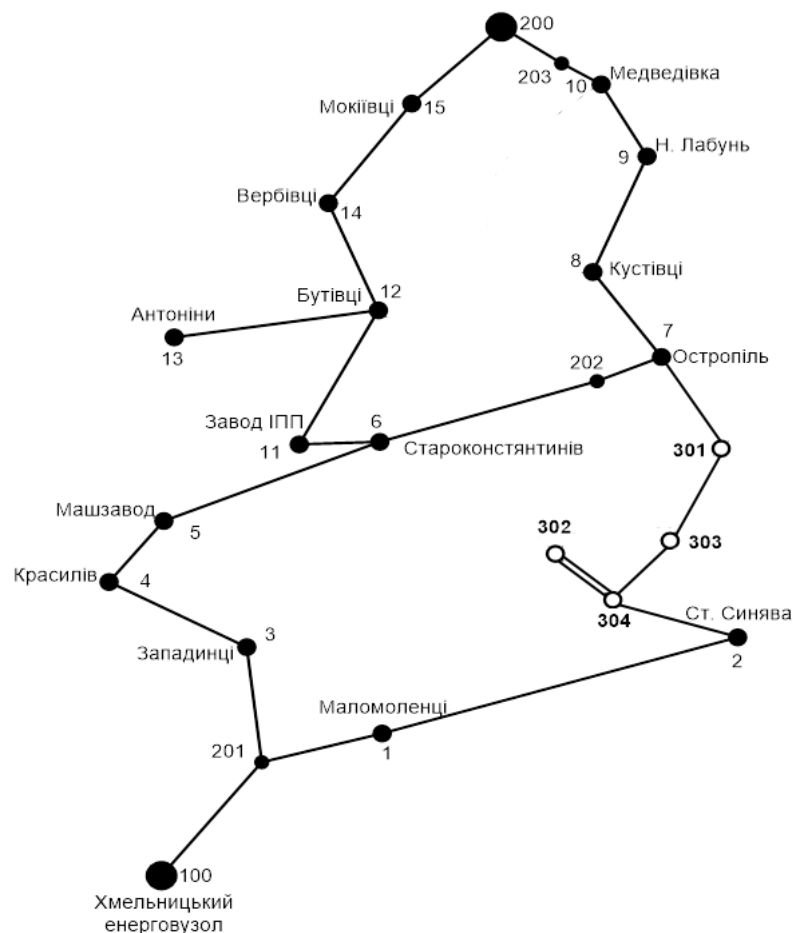 200
203
10
Медведівка
Мокіївці
15
9
Н. Лабунь
Вербівці
14
8
Кустівці
Бутівці
12
Антоніни
13
7
Остропіль
202
Завод ІПП
11
6
Староконстянтинів
301
Машзавод
5
302
303
Красилів
4
304
Ст. Синява
2
3
Западинці
Маломоленці
1
201
100
Хмельницький
енерговузол